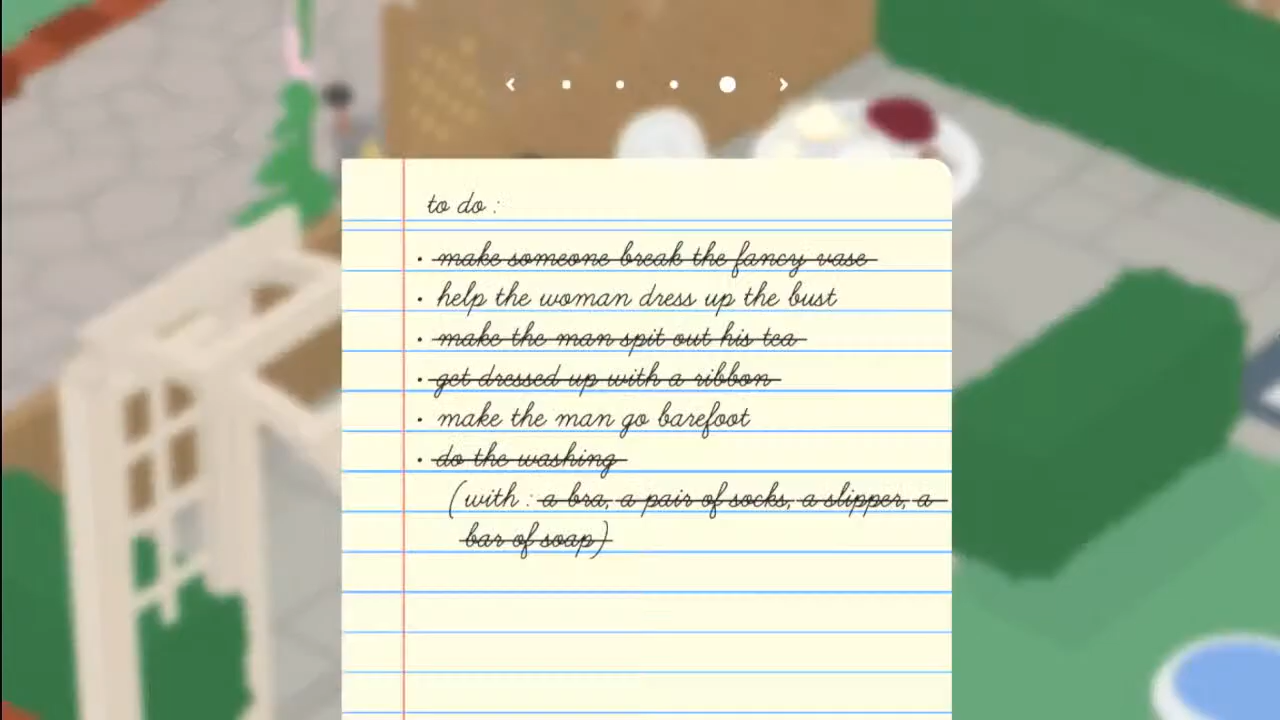 to do :
• make someone break the fancy vase
• help the woman dress up the bust
• make the man spit out his tea
• get dressed up with a ribbon
• make the man go barefoot
• do the washing
(with : a bra, a pair of socks, a slipper, a
bar of soap)